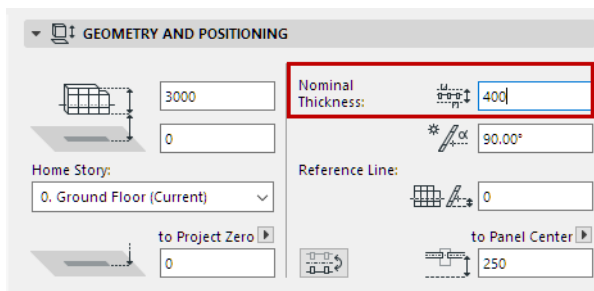 GEOMETRY AND POSITIONING
3000
0
Home Story:
0. Ground Floor (Current)
to Project Zero
0
Nominal
Thickness:
400
α
90.00°
Reference Line:
0
to Panel Center
250